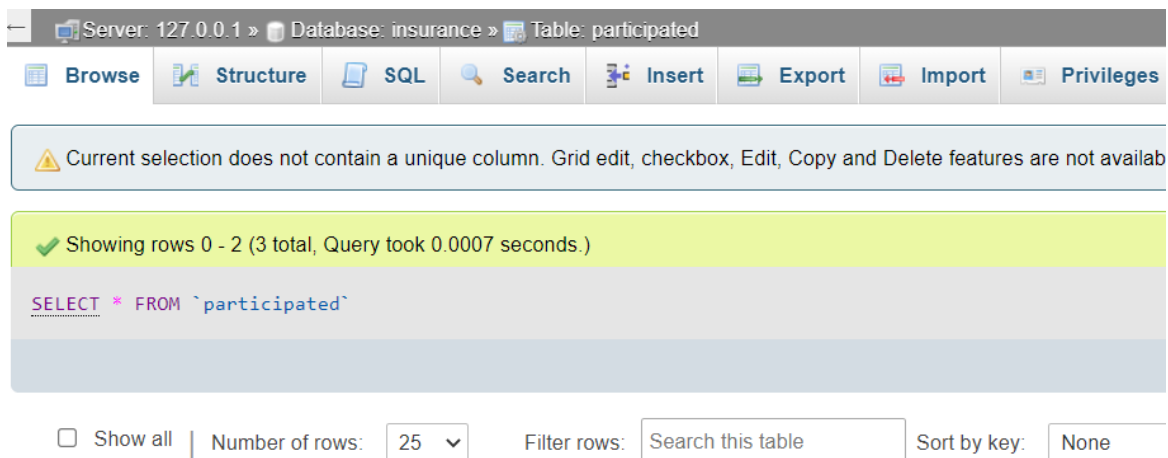 ← Server: 127.0.0.1 » Database: insurance » Table: participated
Browse Structure SQL Search Insert Export Import Privileges
Current selection does not contain a unique column. Grid edit, checkbox, Edit, Copy and Delete features are not availab
Showing rows 0 - 2 (3 total, Query took 0.0007 seconds.)
SELECT * FROM `participated`
Show all | Number of rows: 25 Filter rows: Search this table Sort by key: None